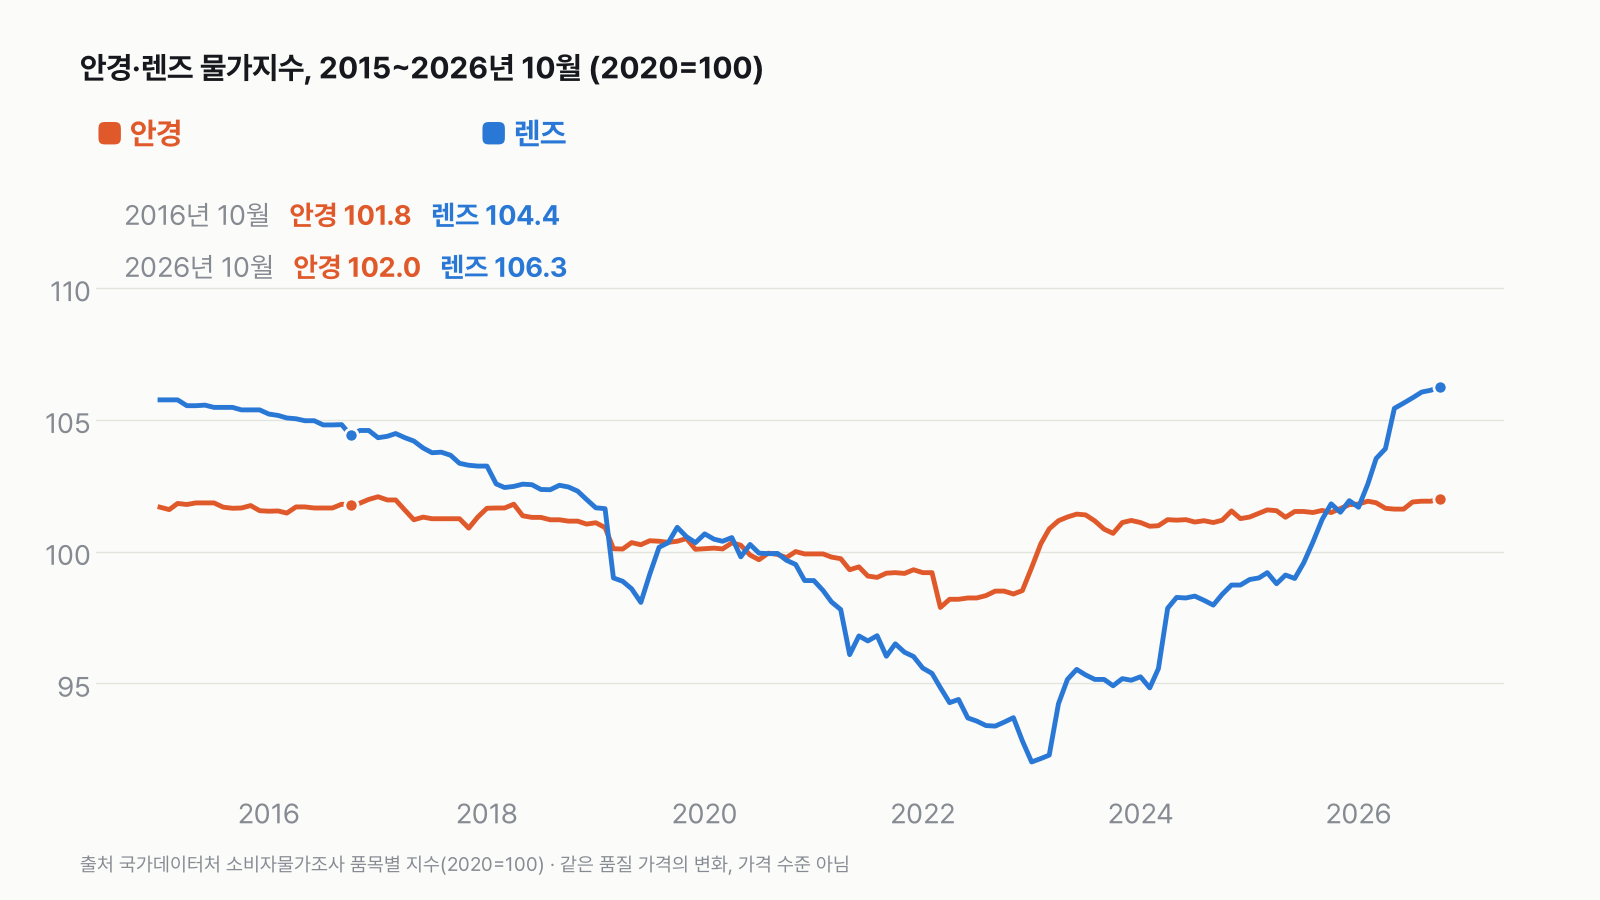 안경·렌즈 물가지수, 2015~2026년 10월 (2020=100)
안경 렌즈
2016년 10월 안경 101.8 렌즈 104.4
2026년 10월 안경 102.0 렌즈 106.3
110
105
100
95
2016 2018 2020 2022 2024 2026
출처 국가데이터처 소비자물가조사 품목별 지수(2020=100) · 같은 품질 가격의 변화, 가격 수준 아님